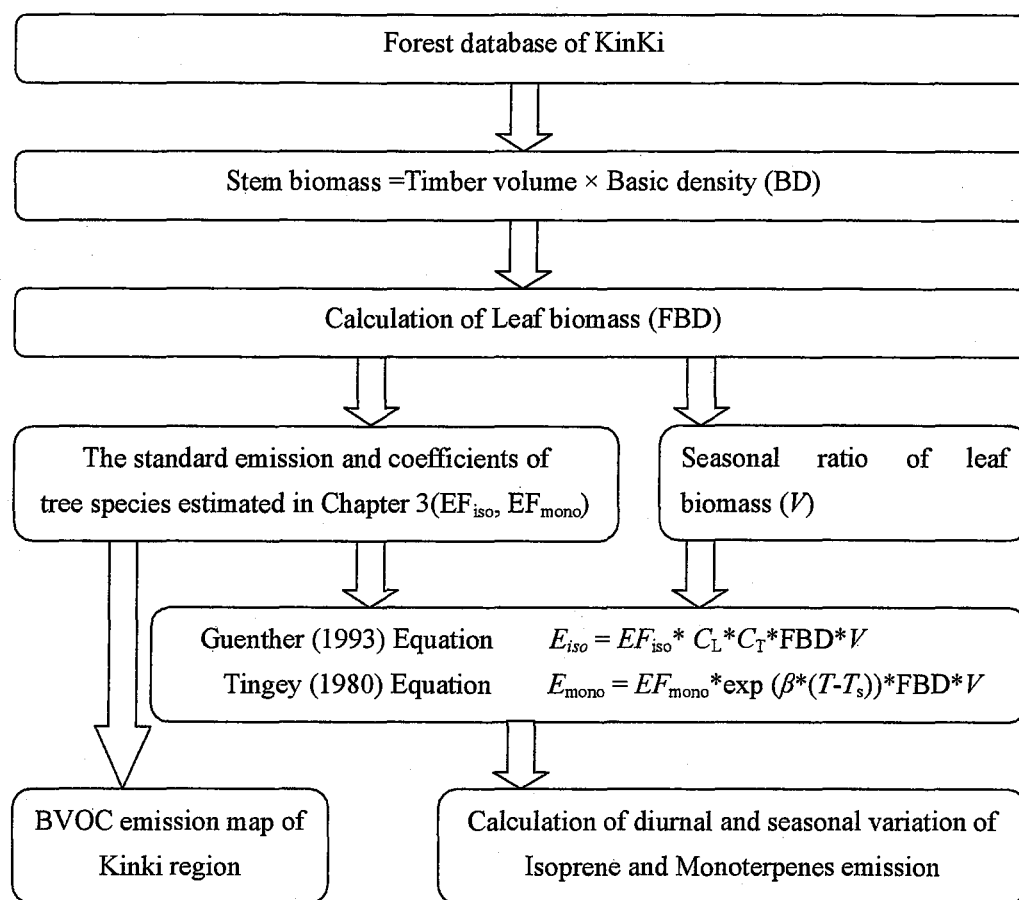 Forest database of KinKi
Stem biomass =Timber volume × Basic density (BD)
Calculation of Leaf biomass (FBD)
The standard emission and coefficients of
tree species estimated in Chapter 3(EFiso, EFmono)
Seasonal ratio of leaf
biomass (V)
Guenther (1993) Equation Eiso = EFiso* CL*CT*FBD*V
Tingey (1980) Equation Emono = EFmono*exp (β*(T-Ts))*FBD*V
BVOC emission map of
Kinki region
Calculation of diurnal and seasonal variation of
Isoprene and Monoterpenes emission